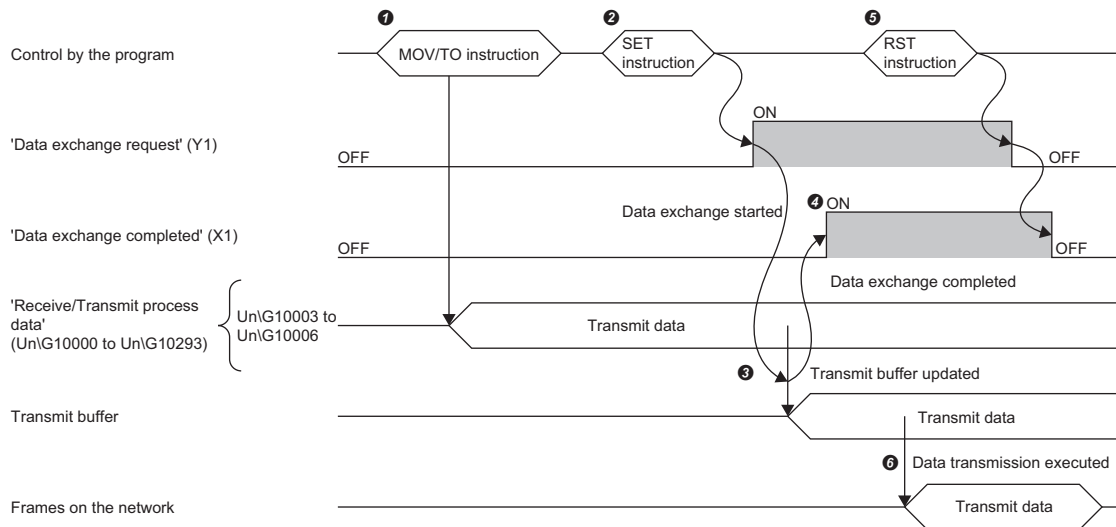 ❶ ❷ ❺
Control by the program
MOV/TO instruction
SET
instruction
RST
instruction
ON
'Data exchange request' (Y1)
OFF
OFF
Data exchange started
❹ ON
'Data exchange completed' (X1)
OFF
OFF
Data exchange completed
'Receive/Transmit process
data'
(Un\G10000 to Un\G10293)
Un\G10003 to
Un\G10006
Transmit data
❸ Transmit buffer updated
Transmit buffer
Transmit data
❻ Data transmission executed
Frames on the network
Transmit data